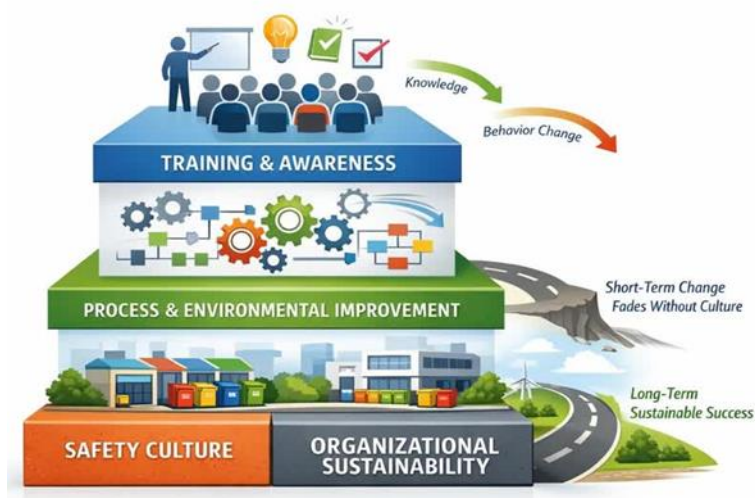 Knowledge
Behavior Change
TRAINING & AWARENESS
Short-Term Change
Fades Without Culture
PROCESS & ENVIRONMENTAL IMPROVEMENT
Long-Term
Sustainable Success
SAFETY CULTURE
ORGANIZATIONAL
SUSTAINABILITY